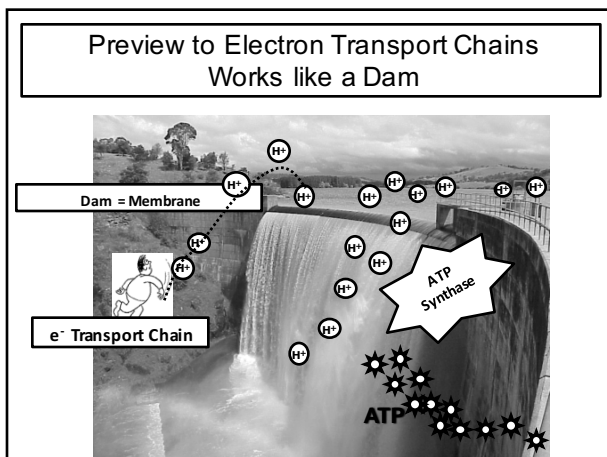 Preview to Electron Transport Chains
Works like a Dam
H⁺
H⁺
H⁺
H⁺
H⁺
H⁺
H⁺
H⁺
H⁺
Dam = Membrane
H⁺
H⁺
H⁺
H⁺
H⁺
ATP
Synthase
H⁺
H⁺
e⁻ Transport Chain
H⁺
ATP